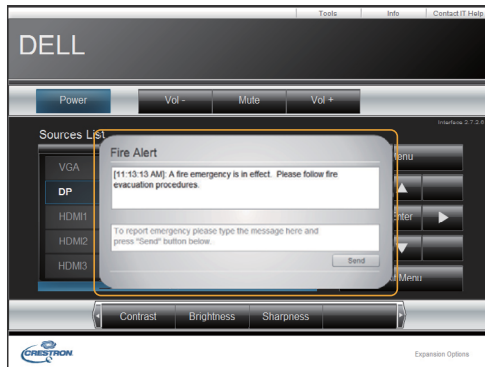 Tools Info Contact IT Help
DELL
Power Vol - Mute Vol +
Interface 2.7.2.6
Sources List
Fire Alert
enu
VGA
[11:13:13 AM]: A fire emergency is in effect. Please follow fire
evacuation procedures.
DP
HDMI1
nter
To report emergency please type the message here and
press "Send" button below.
HDMI2
HDMI3
Send
Menu
Contrast Brightness Sharpness
CRESTRON
Expansion Options